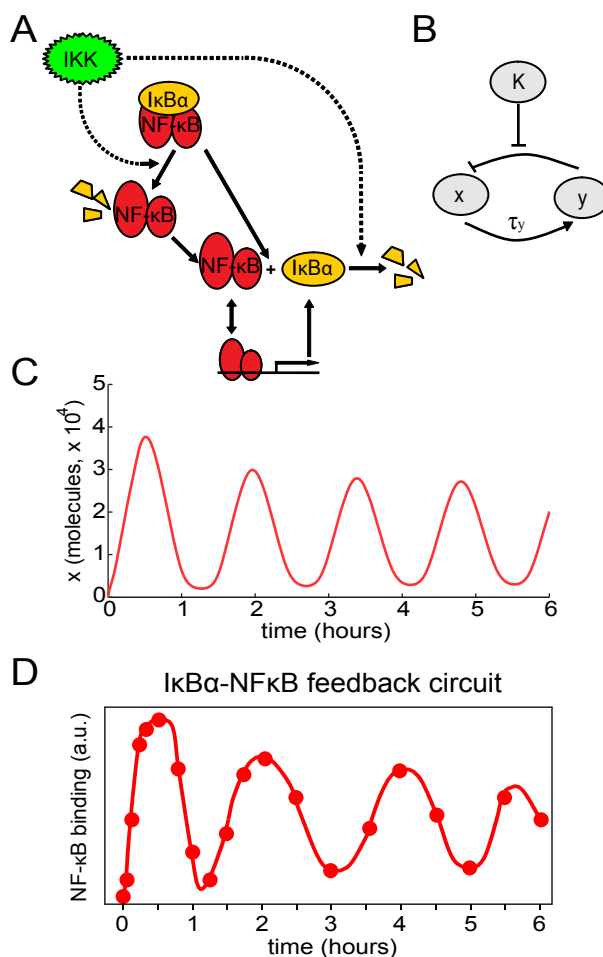 A
IKK
IκBα
NF-κB
NF-κB
NF-κB + IκBα
B
K
x
y
τy
C
x (molecules, x 10⁴)
5
4
3
2
1
0
0 1 2 3 4 5 6
time (hours)
D
IκBα-NFκB feedback circuit
NF-κB binding (a.u.)
0 1 2 3 4 5 6
time (hours)